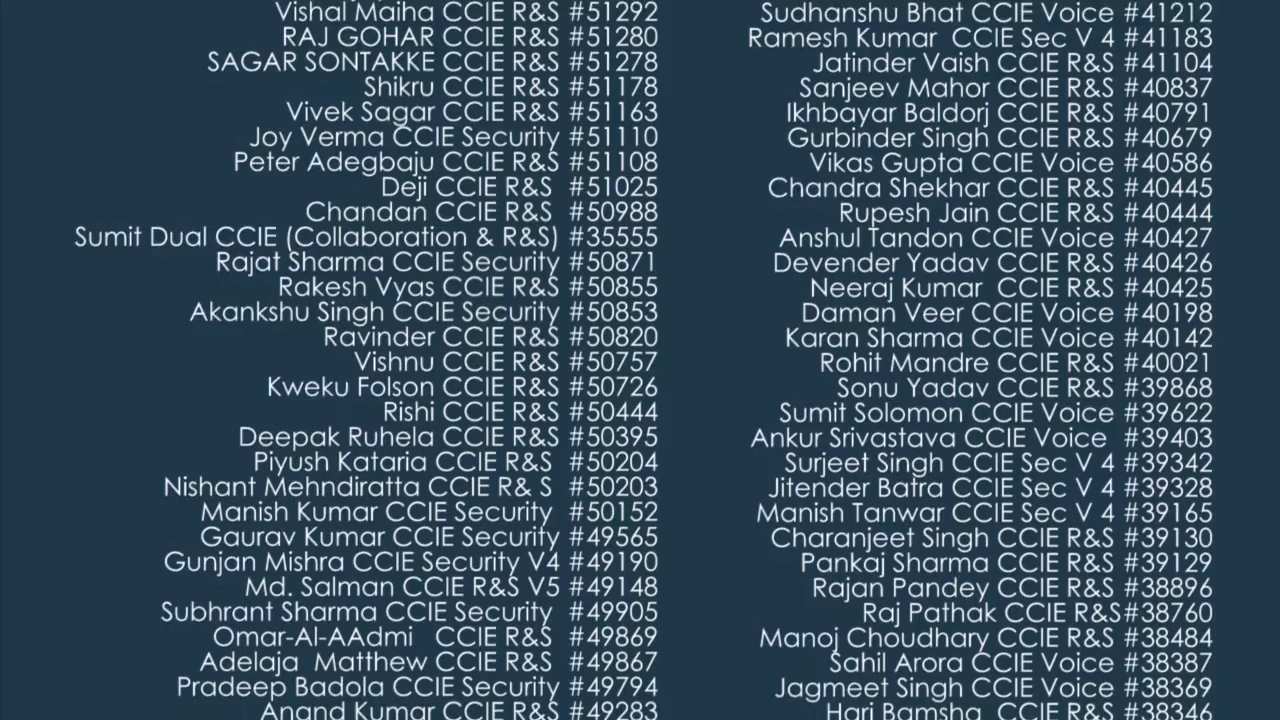 Vishal Maiha CCIE R&S #51292
RAJ GOHAR CCIE R&S #51280
SAGAR SONTAKKE CCIE R&S #51278
Shikru CCIE R&S #51178
Vivek Sagar CCIE R&S #51163
Joy Verma CCIE Security #51110
Peter Adegbaju CCIE R&S #51108
Deji CCIE R&S #51025
Chandan CCIE R&S #50988
Sumit Dual CCIE (Collaboration & R&S) #35555
Rajat Sharma CCIE Security #50871
Rakesh Vyas CCIE R&S #50855
Akankshu Singh CCIE Security #50853
Ravinder CCIE R&S #50820
Vishnu CCIE R&S #50757
Kweku Folson CCIE R&S #50726
Rishi CCIE R&S #50444
Deepak Ruhela CCIE R&S #50395
Piyush Kataria CCIE R&S #50204
Nishant Mehndiratta CCIE R& S #50203
Manish Kumar CCIE Security #50152
Gaurav Kumar CCIE Security #49565
Gunjan Mishra CCIE Security V4 #49190
Md. Salman CCIE R&S V5 #49148
Subhrant Sharma CCIE Security #49905
Omar-Al-AAdmi CCIE R&S #49869
Adelaja Matthew CCIE R&S #49867
Pradeep Badola CCIE Security #49794
Anand Kumar CCIE R&S #49283
Sudhanshu Bhat CCIE Voice #41212
Ramesh Kumar CCIE Sec V 4 #41183
Jatinder Vaish CCIE R&S #41104
Sanjeev Mahor CCIE R&S #40837
Ikhbayar Baldorj CCIE R&S #40791
Gurbinder Singh CCIE R&S #40679
Vikas Gupta CCIE Voice #40586
Chandra Shekhar CCIE R&S #40445
Rupesh Jain CCIE R&S #40444
Anshul Tandon CCIE Voice #40427
Devender Yadav CCIE R&S #40426
Neeraj Kumar CCIE R&S #40425
Daman Veer CCIE Voice #40198
Karan Sharma CCIE Voice #40142
Rohit Mandre CCIE R&S #40021
Sonu Yadav CCIE R&S #39868
Sumit Solomon CCIE Voice #39622
Ankur Srivastava CCIE Voice #39403
Surjeet Singh CCIE Sec V 4 #39342
Jitender Batra CCIE Sec V 4 #39328
Manish Tanwar CCIE Sec V 4 #39165
Charanjeet Singh CCIE R&S #39130
Pankaj Sharma CCIE R&S #39129
Rajan Pandey CCIE R&S #38896
Raj Pathak CCIE R&S#38760
Manoj Choudhary CCIE R&S #38484
Sahil Arora CCIE Voice #38387
Jagmeet Singh CCIE Voice #38369
Hari Bamsha CCIE R&S #38346